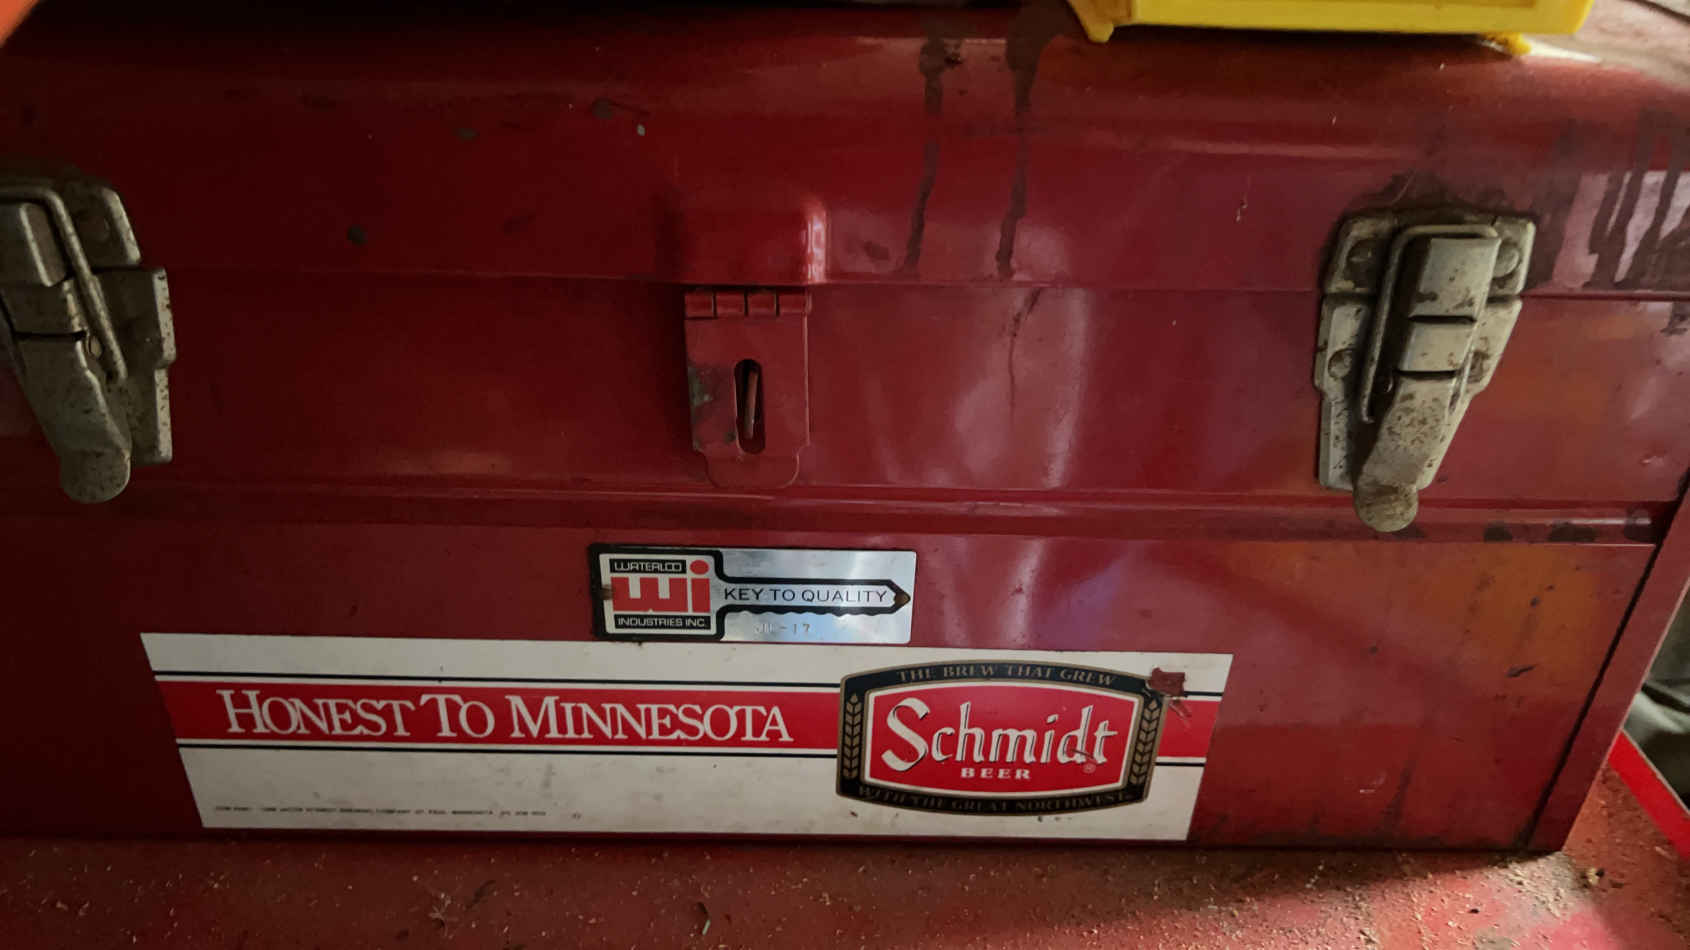 WATERLOO
Wi
INDUSTRIES INC.
KEY TO QUALITY
THE BREW THAT GREW
HONEST TO MINNESOTA
Schmidt®
BEER
WITH THE GREAT NORTHWEST